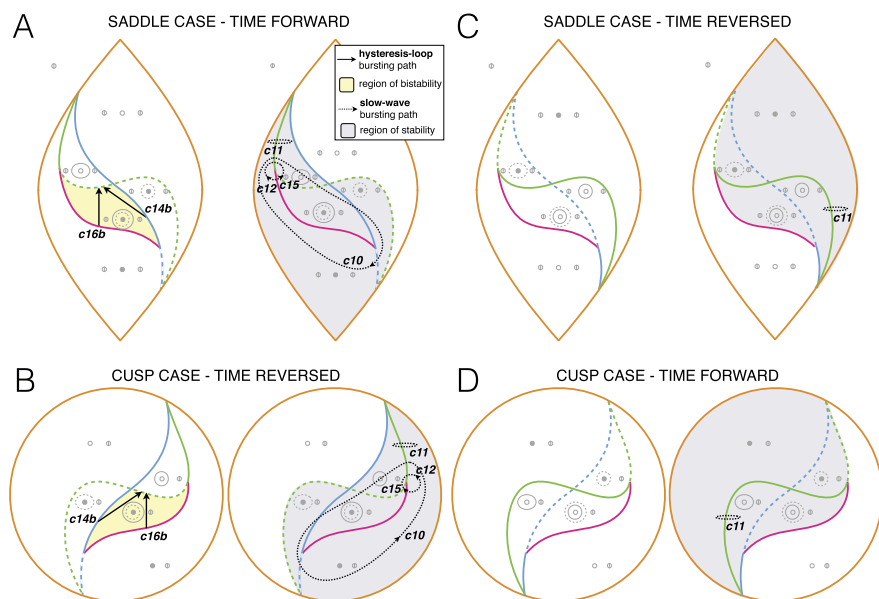 A
SADDLE CASE - TIME FORWARD
hysteresis-loop
bursting path
region of bistability
slow-wave
bursting path
region of stability
c14b
c16b
c11
c12
c15
c10
C
SADDLE CASE - TIME REVERSED
c11
B
CUSP CASE - TIME REVERSED
c14b
c16b
c11
c12
c15
c10
D
CUSP CASE - TIME FORWARD
c11